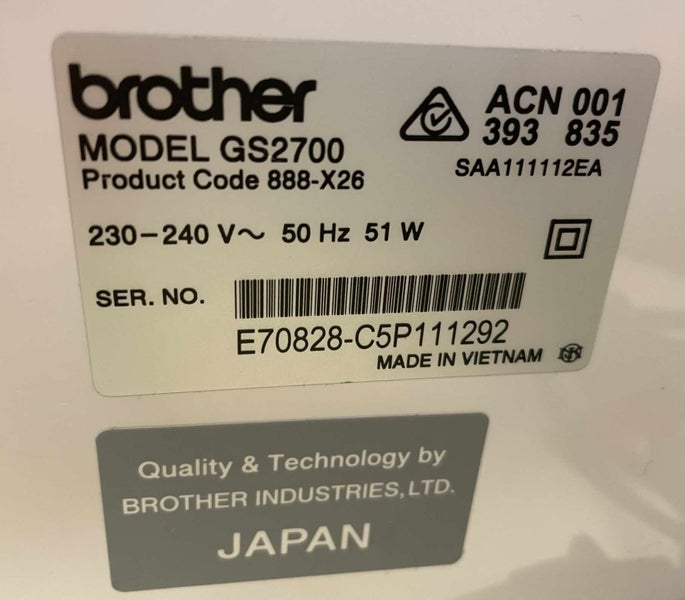 brother
MODEL GS2700
Product Code 888-X26
ACN 001
393 835
SAA111112EA
230-240 V~ 50 Hz 51 W
SER. NO.
E70828-C5P111292
MADE IN VIETNAM
Quality & Technology by
BROTHER INDUSTRIES,LTD.
JAPAN